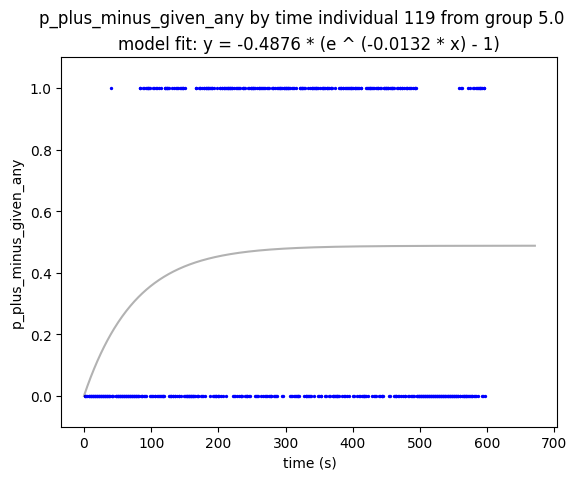 p_plus_minus_given_any by time individual 119 from group 5.0
model fit: y = -0.4876 * (e ^ (-0.0132 * x) - 1)
1.0
0.8
0.6
0.4
0.2
0.0
p_plus_minus_given_any
0 100 200 300 400 500 600 700
time (s)